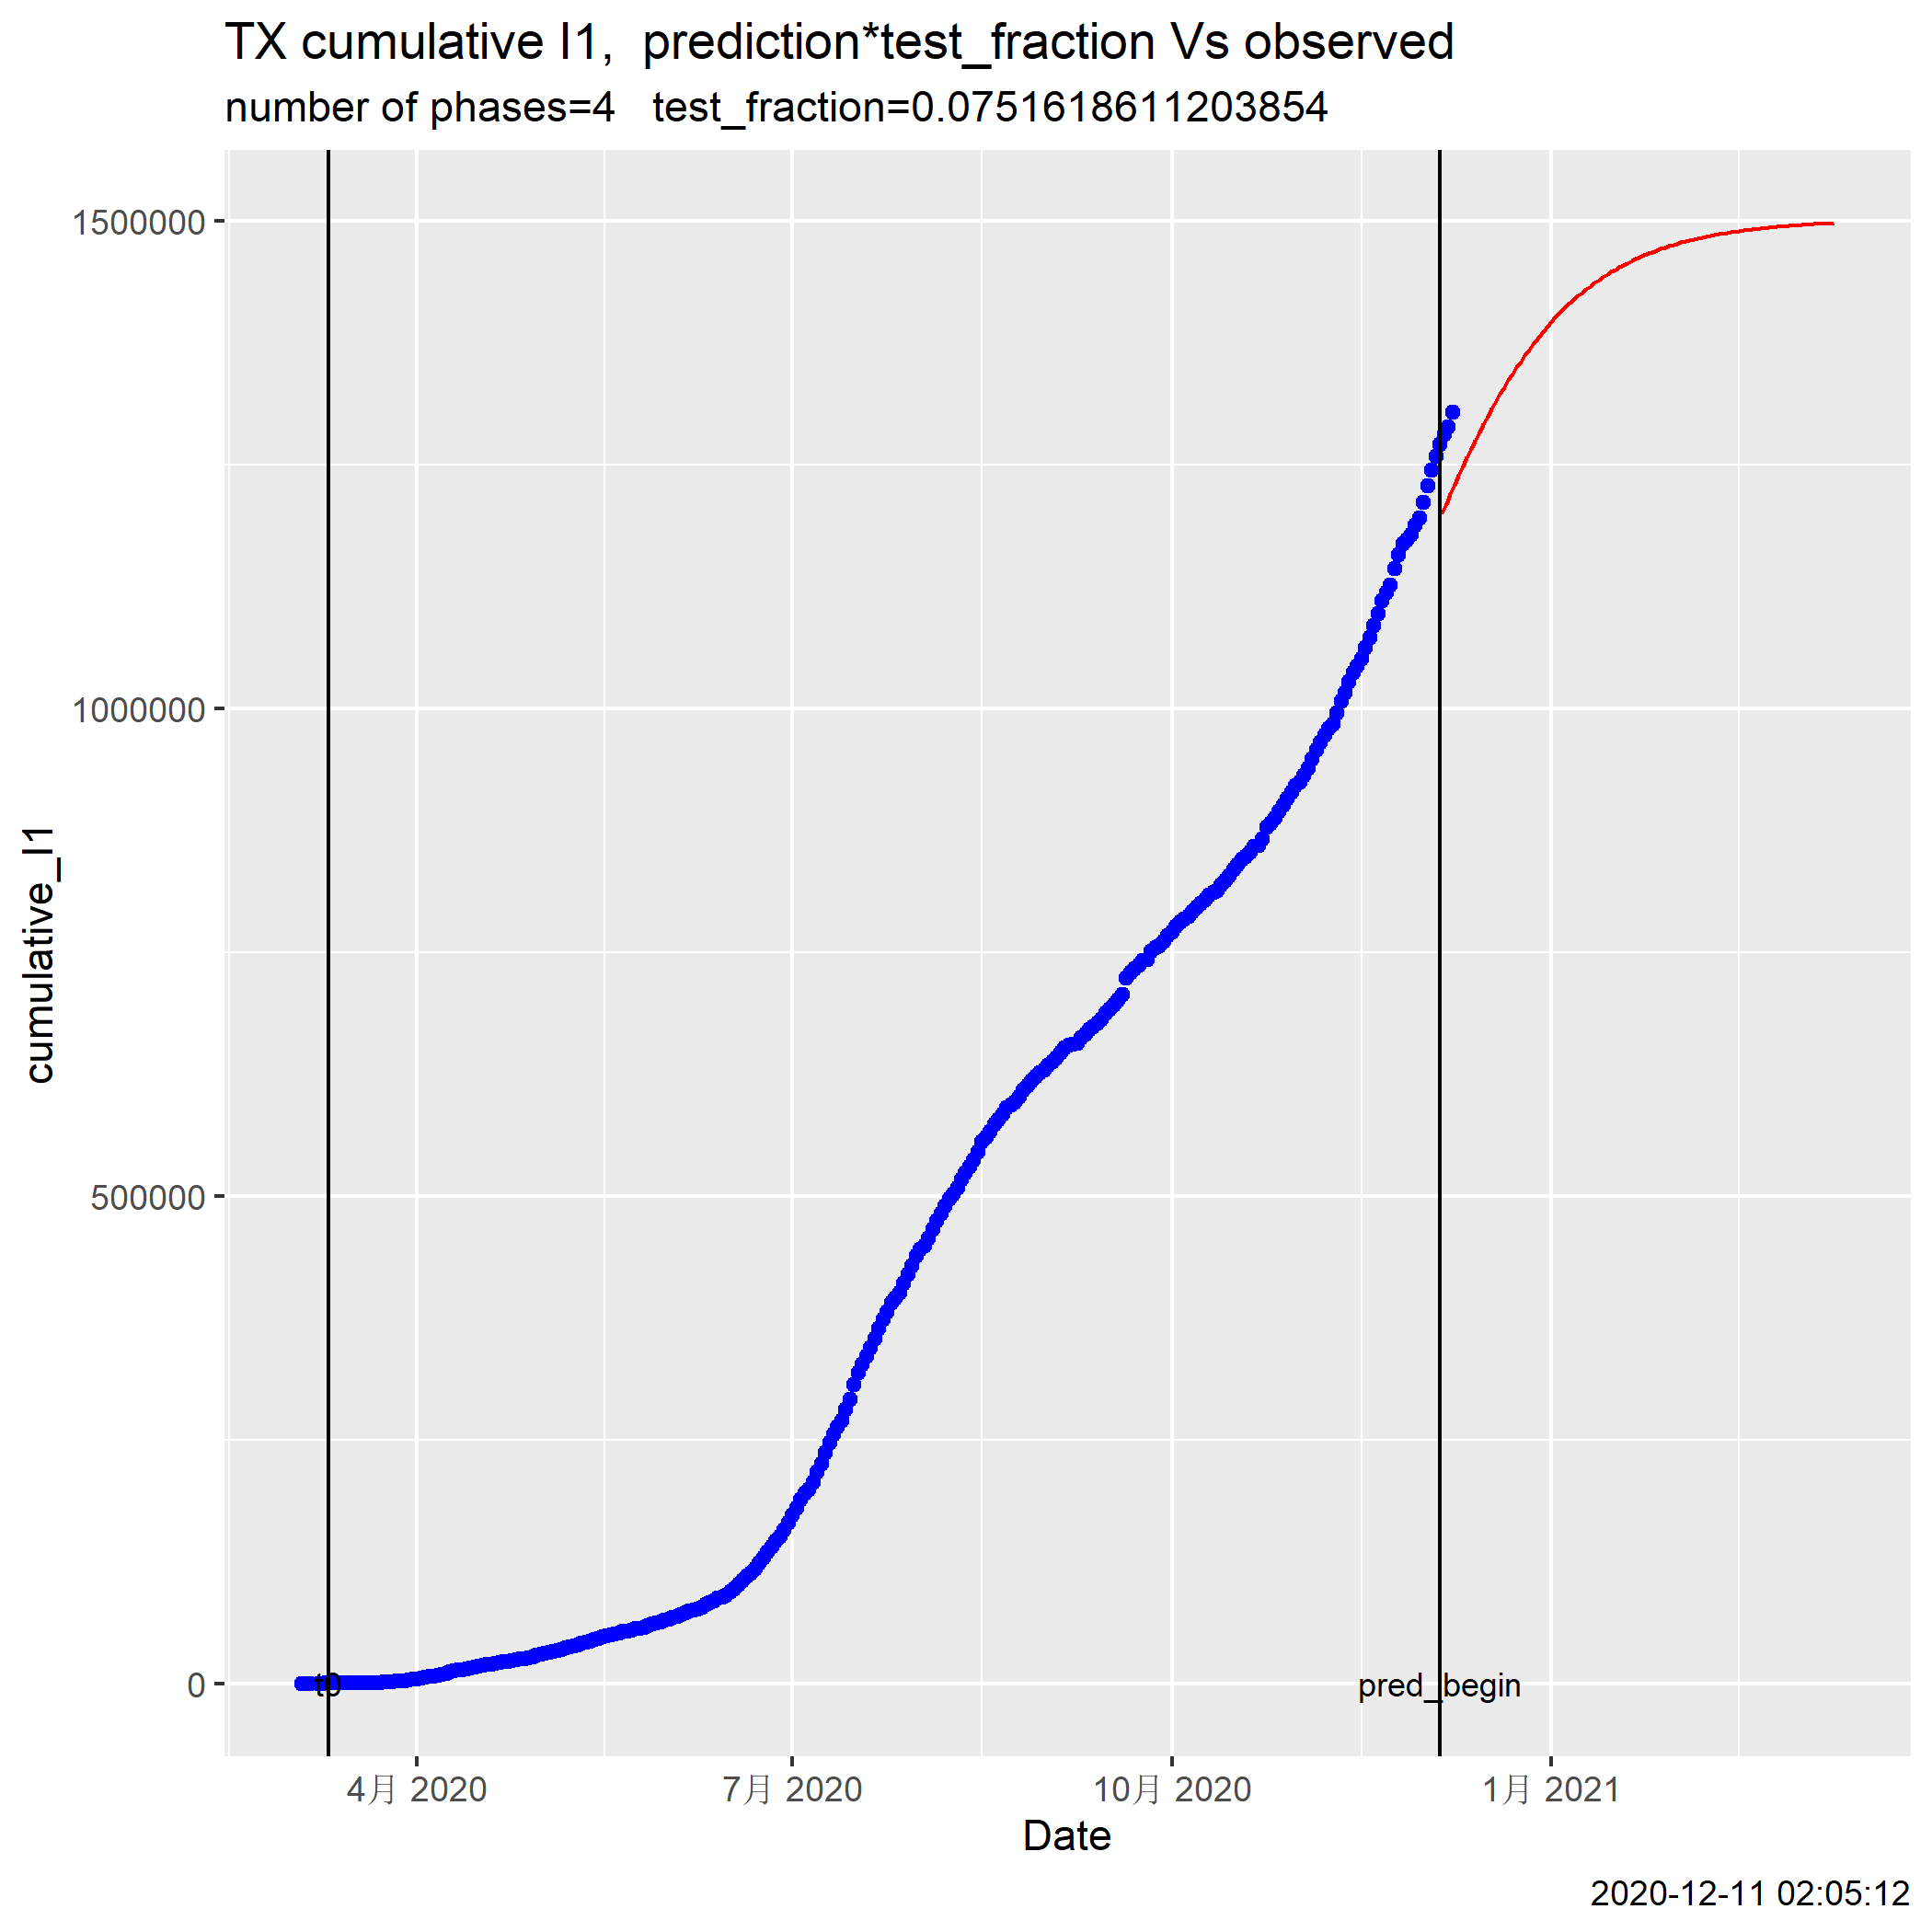 TX cumulative I1,  prediction*test_fraction Vs observed
number of phases=4   test_fraction=0.0751618611203854
1500000
1000000
500000
0
cumulative_I1
t0
pred_begin
4月 2020
7月 2020
10月 2020
1月 2021
Date
2020-12-11 02:05:12